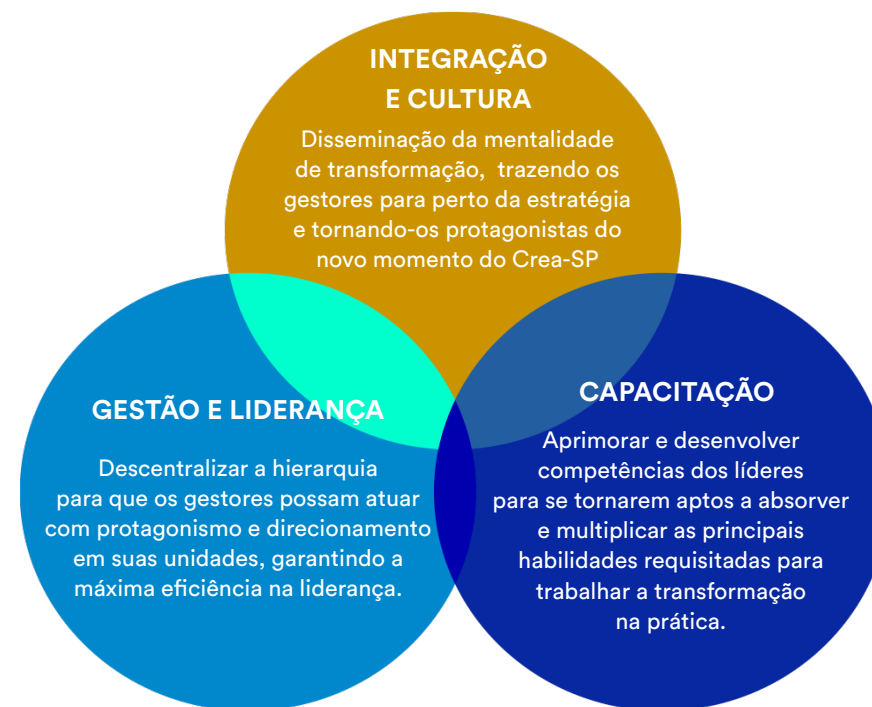 INTEGRAÇÃO
E CULTURA
Disseminação da mentalidade
de transformação, trazendo os
gestores para perto da estratégia
e tornando-os protagonistas do
novo momento do Crea-SP
GESTÃO E LIDERANÇA
Descentralizar a hierarquia
para que os gestores possam atuar
com protagonismo e direcionamento
em suas unidades, garantindo a
máxima eficiência na liderança.
CAPACITAÇÃO
Aprimorar e desenvolver
competências dos líderes
para se tornarem aptos a absorver
e multiplicar as principais
habilidades requisitadas para
trabalhar a transformação
na prática.